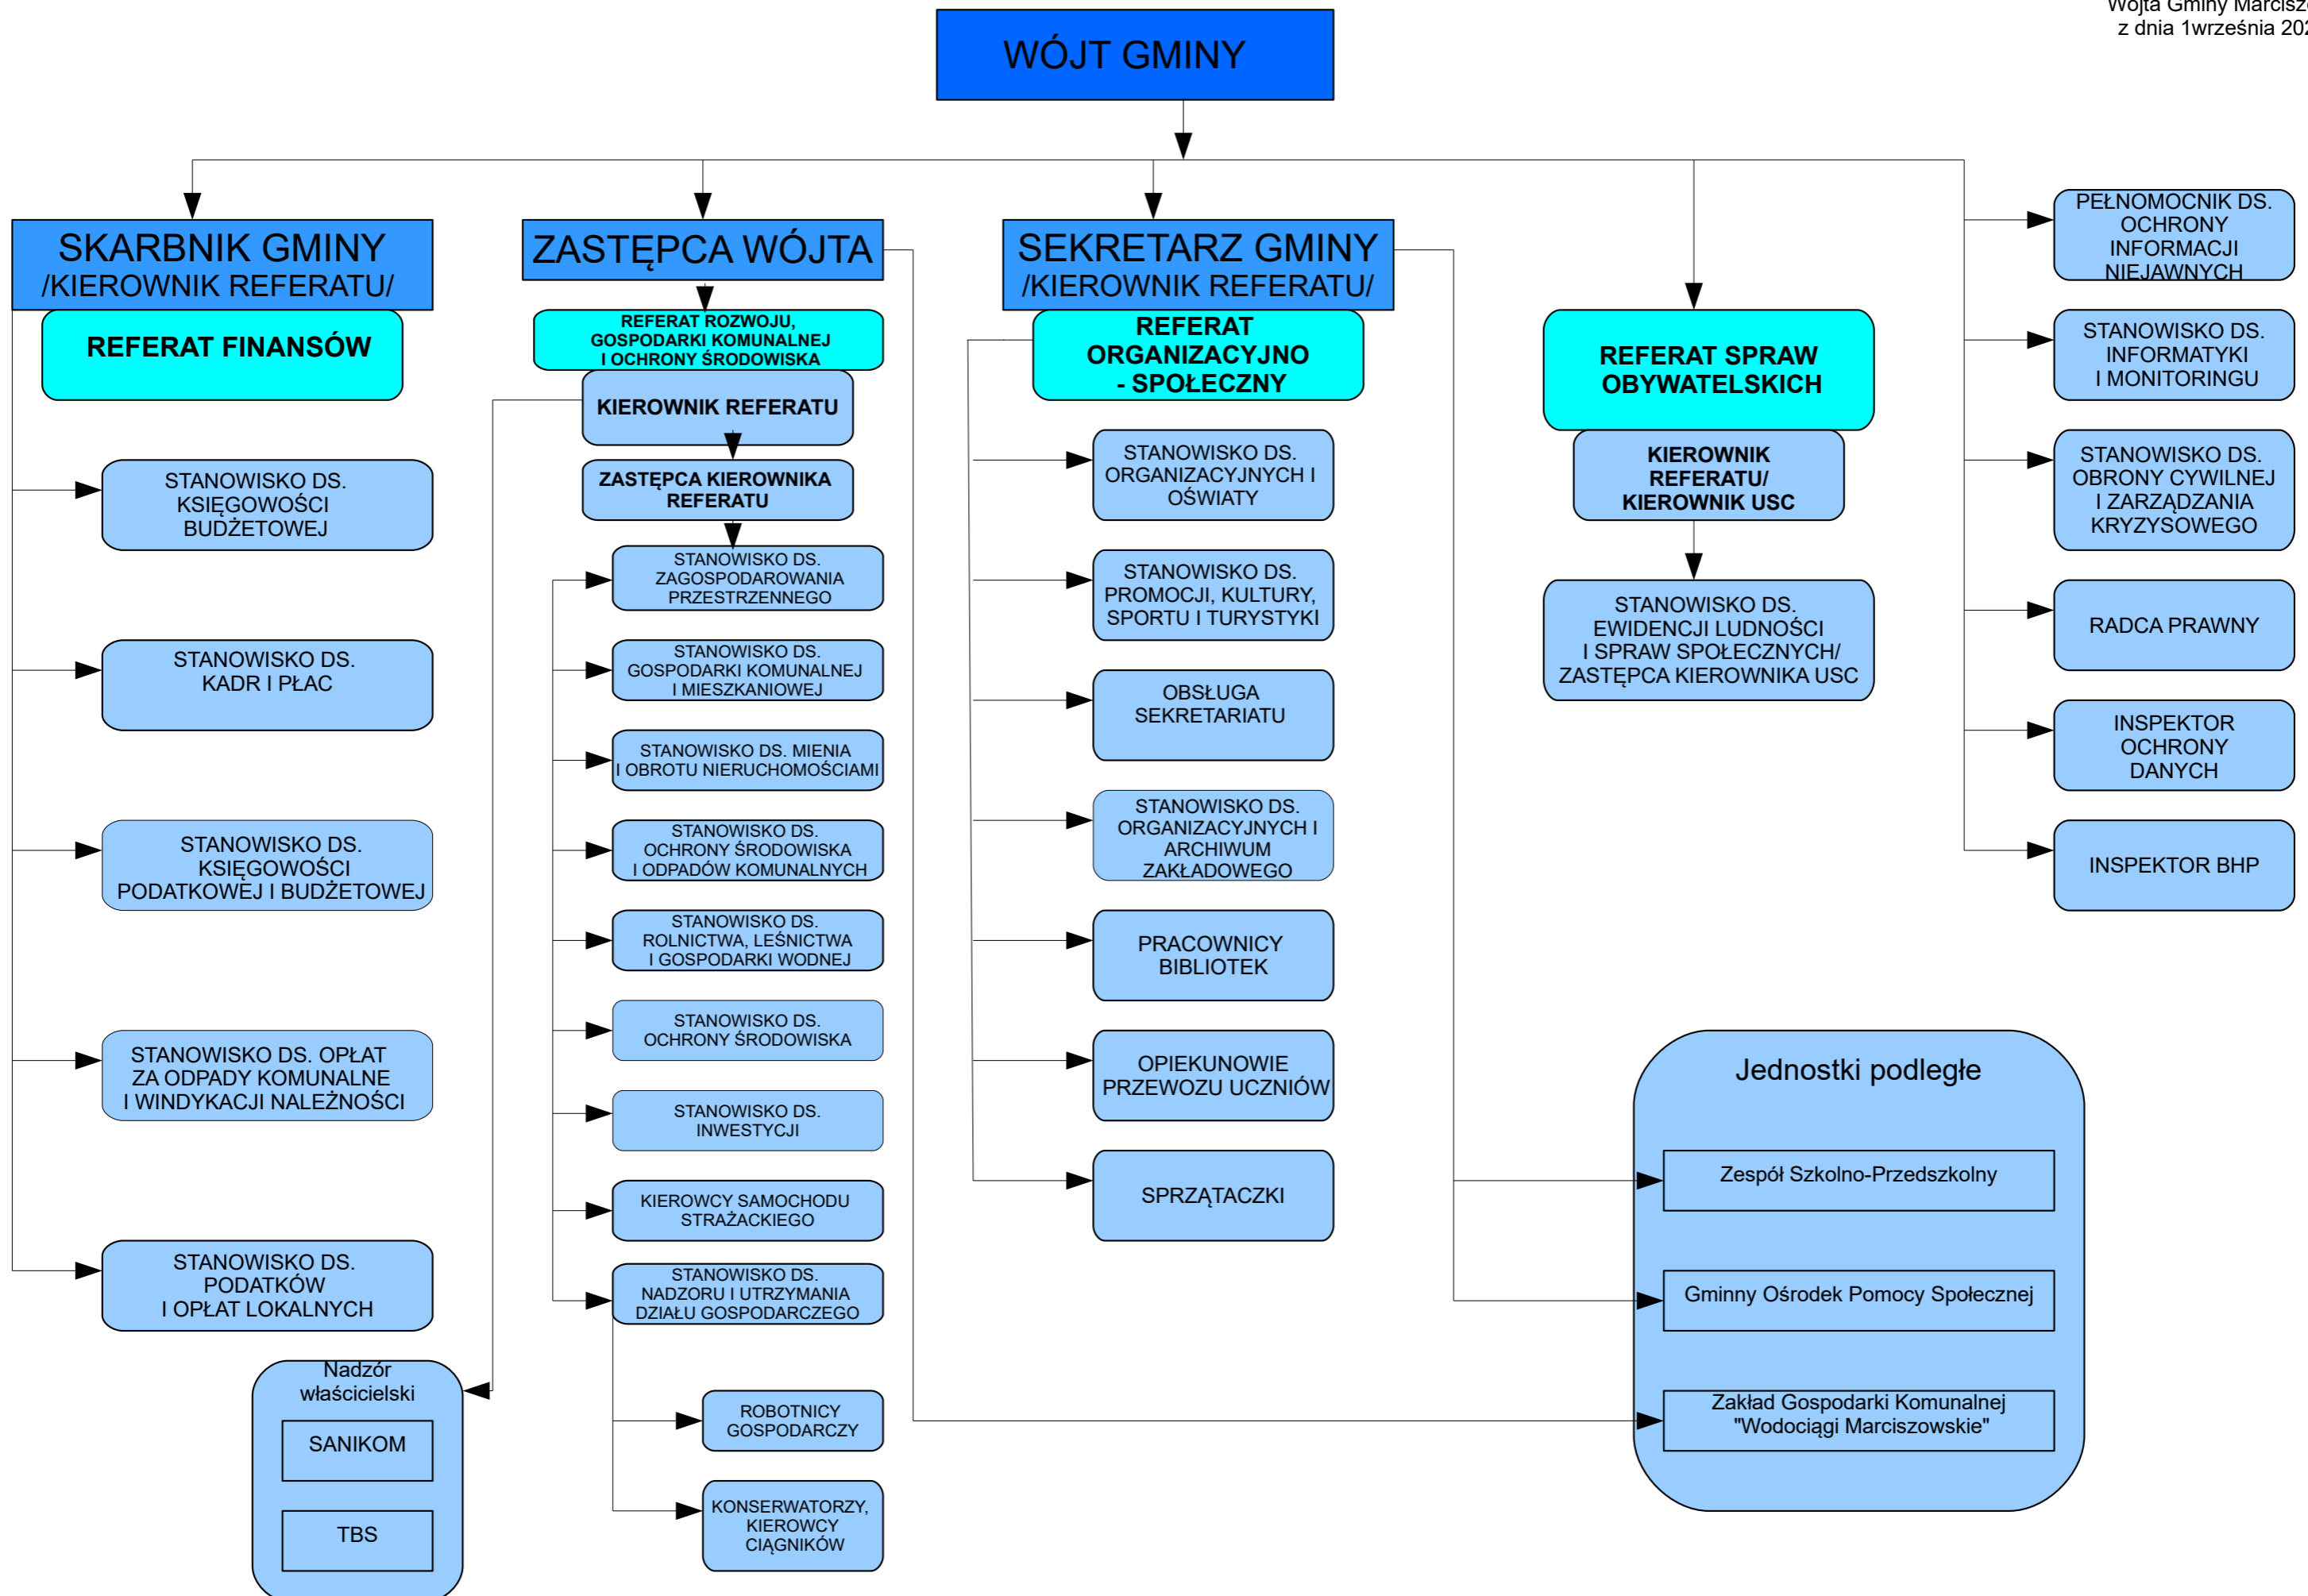 Wójta Gminy
z dnia 1września
WÓJT GMINY
SKARBNIK GMINY
/KIEROWNIK REFERATU/
REFERAT FINANSÓW
STANOWISKO DS.
KSIĘGOWOŚCI
BUDŻETOWEJ
STANOWISKO DS.
KADR I PŁAC
STANOWISKO DS.
KSIĘGOWOŚCI
PODATKOWEJ I BUDŻETOWEJ
STANOWISKO DS. OPŁAT
ZA ODPADY KOMUNALNE
I WINDYKACJI NALEŻNOŚCI
STANOWISKO DS.
PODATKÓW
I OPŁAT LOKALNYCH
Nadzór
właścicielski
SANIKOM
TBS
ZASTĘPCA WÓJTA
REFERAT ROZWOJU,
GOSPODARKI KOMUNALNEJ
I OCHRONY ŚRODOWISKA
KIEROWNIK REFERATU
ZASTĘPCA KIEROWNIKA
REFERATU
STANOWISKO DS.
ZAGOSPODAROWANIA
PRZESTRZENNEGO
STANOWISKO DS.
GOSPODARKI KOMUNALNEJ
I MIESZKANIOWEJ
STANOWISKO DS. MIENIA
I OBROTU NIERUCHOMOŚCIAMI
STANOWISKO DS.
OCHRONY ŚRODOWISKA
I ODPADÓW KOMUNALNYCH
STANOWISKO DS.
ROLNICTWA, LEŚNICTWA
I GOSPODARKI WODNEJ
STANOWISKO DS.
OCHRONY ŚRODOWISKA
STANOWISKO DS.
INWESTYCJI
KIEROWCY SAMOCHODU
STRAŻACKIEGO
STANOWISKO DS.
NADZORU I UTRZYMANIA
DZIAŁU GOSPODARCZEGO
ROBOTNICY
GOSPODARCZY
KONSERWATORZY,
KIEROWCY
CIĄGNIKÓW
SEKRETARZ GMINY
/KIEROWNIK REFERATU/
REFERAT
ORGANIZACYJNO
- SPOŁECZNY
STANOWISKO DS.
ORGANIZACYJNYCH I
OŚWIATY
STANOWISKO DS.
PROMOCJI, KULTURY,
SPORTU I TURYSTYKI
OBSŁUGA
SEKRETARIATU
STANOWISKO DS.
ORGANIZACYJNYCH I
ARCHIWUM
ZAKŁADOWEGO
PRACOWNICY
BIBLIOTEK
OPIEKUNOWIE
PRZEWOZU UCZNIÓW
SPRZĄTACZKI
REFERAT SPRAW
OBYWATELSKICH
KIEROWNIK
REFERATU/
KIEROWNIK USC
STANOWISKO DS.
EWIDENCJI LUDNOŚCI
I SPRAW SPOŁECZNYCH/
ZASTĘPCA KIEROWNIKA USC
PEŁNOMOCNIK DS.
OCHRONY
INFORMACJI
NIEJAWNYCH
STANOWISKO DS.
INFORMATYKI
I MONITORINGU
STANOWISKO DS.
OBRONY CYWILNEJ
I ZARZĄDZANIA
KRYZYSOWEGO
RADCA PRAWNY
INSPEKTOR
OCHRONY
DANYCH
INSPEKTOR BHP
Jednostki podległe
Zespół Szkolno-Przedszkolny
Gminny Ośrodek Pomocy Społecznej
Zakład Gospodarki Komunalnej
"Wodociągi Marciszowskie"